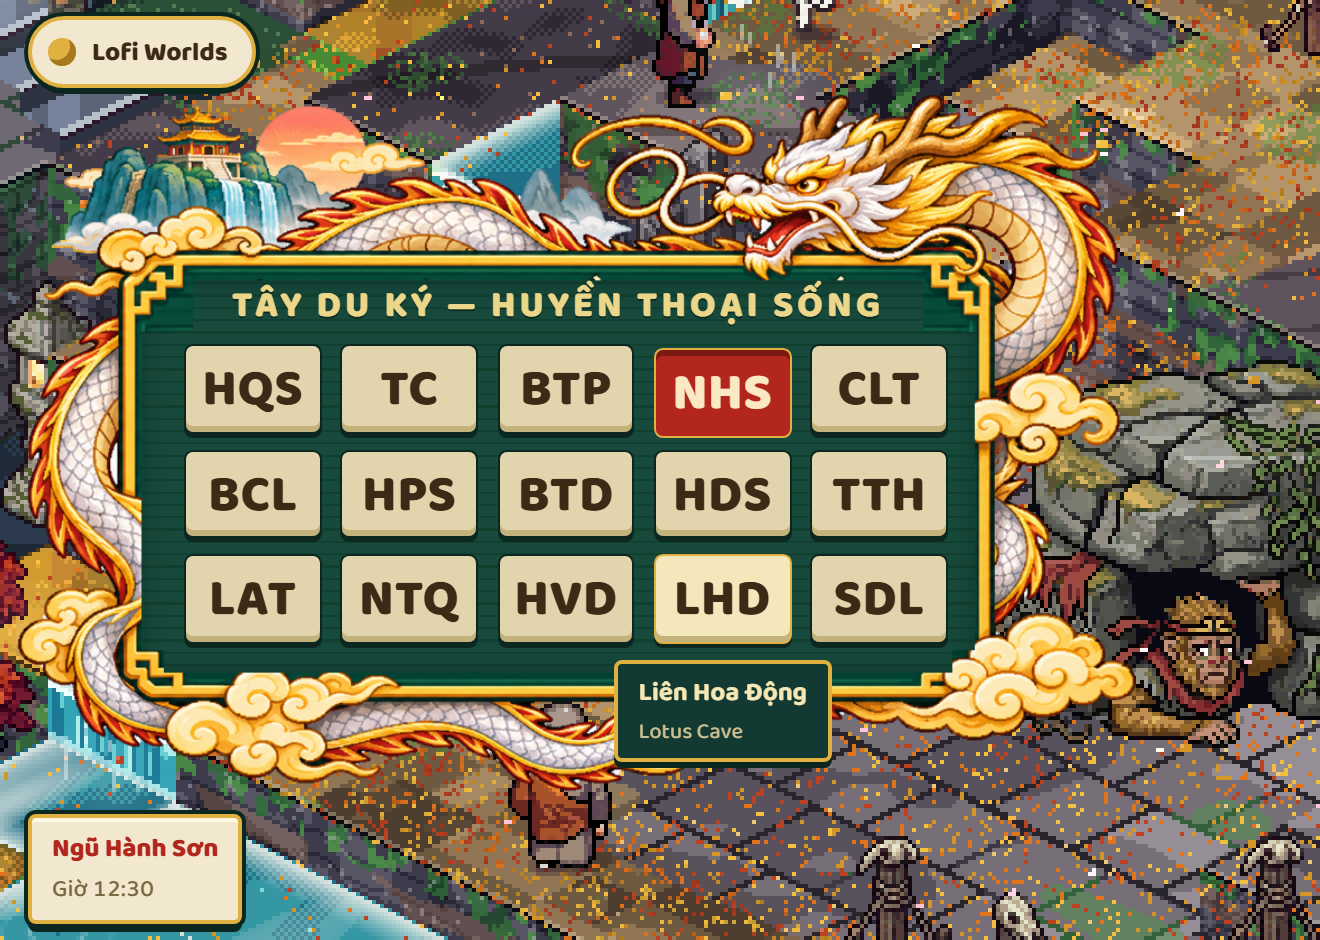 Lofi Worlds
TÂY DU KÝ — HUYỀN THOẠI SỐNG
HQS TC BTP NHS CLT
BCL HPS BTD HDS TTH
LAT NTQ HVD LHD SDL
Liên Hoa Động
Lotus Cave
Ngũ Hành Sơn
Giờ 12:30